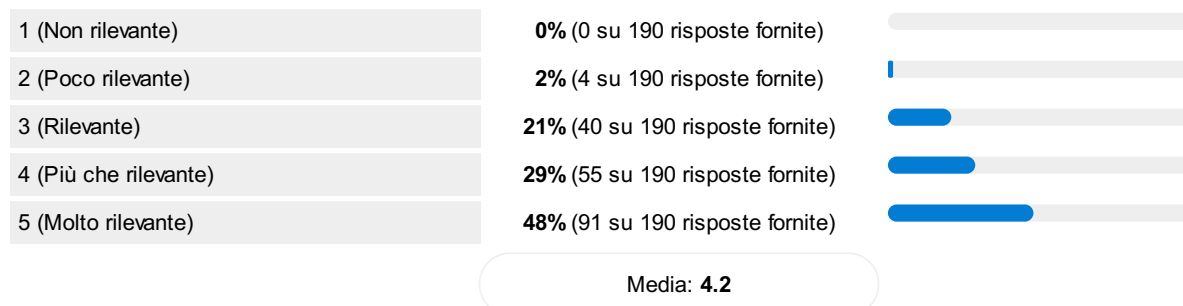 1 (Non rilevante) 0% (0 su 190 risposte fornite)
2 (Poco rilevante) 2% (4 su 190 risposte fornite)
3 (Rilevante) 21% (40 su 190 risposte fornite)
4 (Più che rilevante) 29% (55 su 190 risposte fornite)
5 (Molto rilevante) 48% (91 su 190 risposte fornite)
Media: 4.2